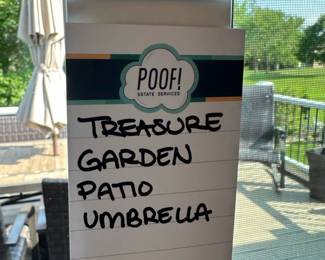 POOF!
ESTATE SERVICES
TREASURE
GARDEN
PATIO
UMBRELLA